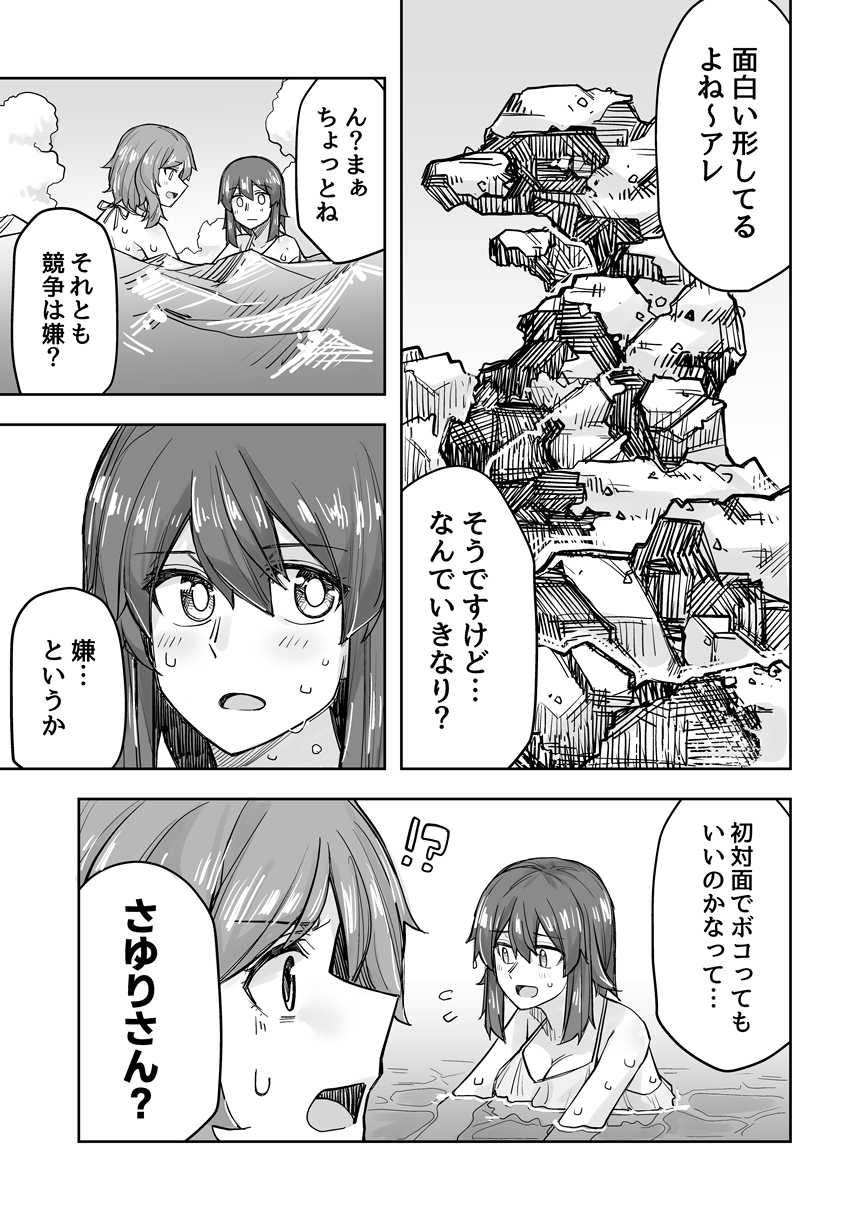 面白い形してる
よね～アレ
そうですけど…
なんでいきなり？
ん？まぁ
ちょっとね
それとも
競争は嫌？
嫌…
というか
初対面でボコっても
いいのかなって…
!?
さゆりさん？